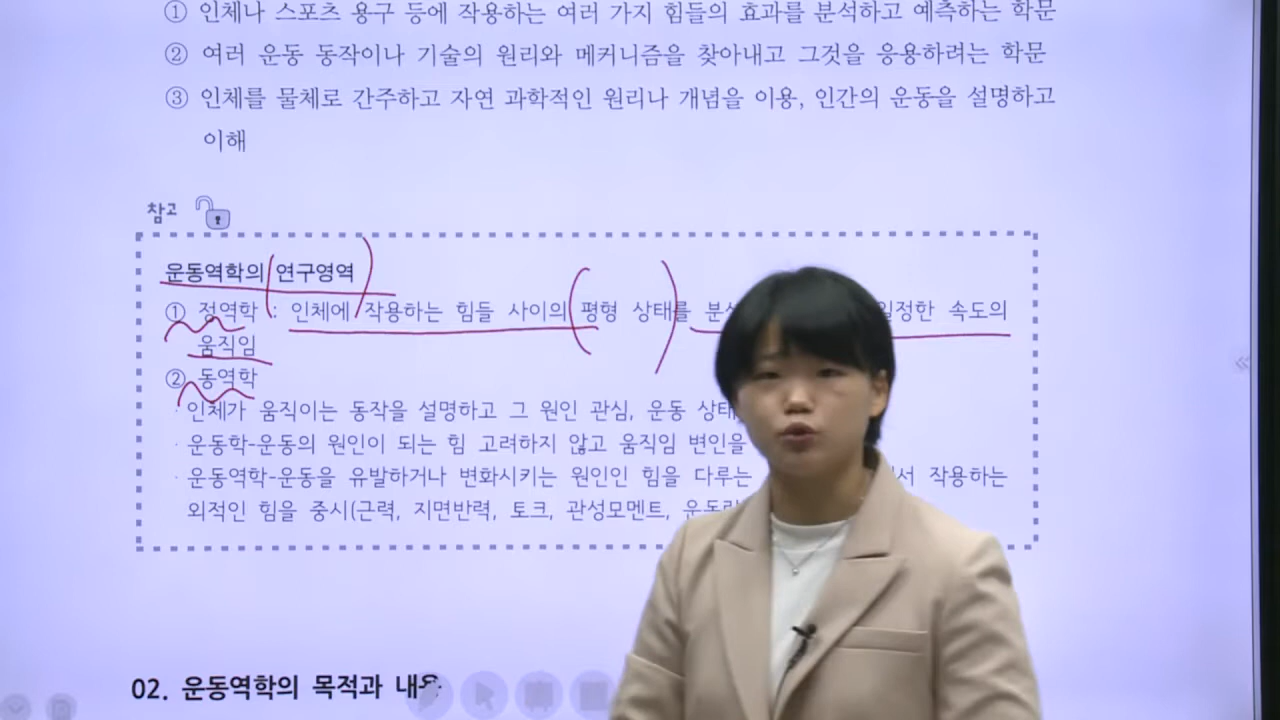 ① 인체나 스포츠 용구 등에 작용하는 여러 가지 힘들의 효과를 분석하고 예측하는 학문
② 여러 운동 동작이나 기술의 원리와 메커니즘을 찾아내고 그것을 응용하려는 학문
③ 인체를 물체로 간주하고 자연 과학적인 원리나 개념을 이용, 인간의 운동을 설명하고
이해
참고
운동역학의 연구영역
① 정역학 : 인체에 작용하는 힘들 사이의 평형 상태를 일정한 속도의
움직임
② 동역학
· 인체가 움직이는 동작을 설명하고 그 원인 관심, 운동 상태
· 운동학-운동의 원인이 되는 힘 고려하지 않고 움직임 변인을
· 운동역학-운동을 유발하거나 변화시키는 원인인 힘을 다루는 작용하는
외적인 힘을 중시(근력, 지면반력, 토크, 관성모멘트,
02. 운동역학의 목적과